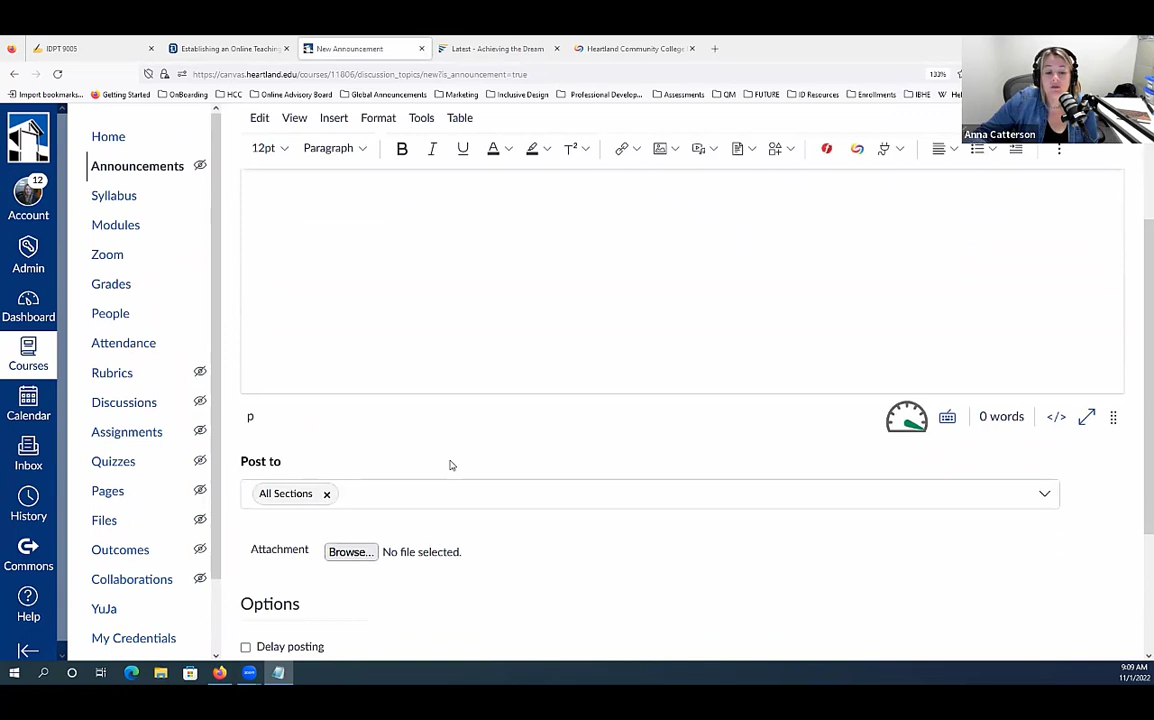 IDPT 9005
Establishing an Online Teaching
New Announcement
Latest - Achieving the Dream
Heartland Community College
https://canvas.heartland.edu/courses/11806/discussion_topics/new?is_announcement=true
133%
Import bookmarks...
Getting Started
OnBoarding
HCC
Online Advisory Board
Global Announcements
Marketing
Inclusive Design
Professional Develop...
Assessments
QM
FUTURE
ID Resources
Enrollments
IBHE
W Hel
Anna Catterson
12
Account
Admin
Dashboard
Courses
Calendar
Inbox
History
Commons
Help
Home
Announcements
Syllabus
Modules
Zoom
Grades
People
Attendance
Rubrics
Discussions
Assignments
Quizzes
Pages
Files
Outcomes
Collaborations
YuJa
My Credentials
Edit View Insert Format Tools Table
12pt Paragraph B I U A T²
p
0 words </>
Post to
All Sections ×
Attachment Browse... No file selected.
Options
Delay posting
9:09 AM
11/1/2022